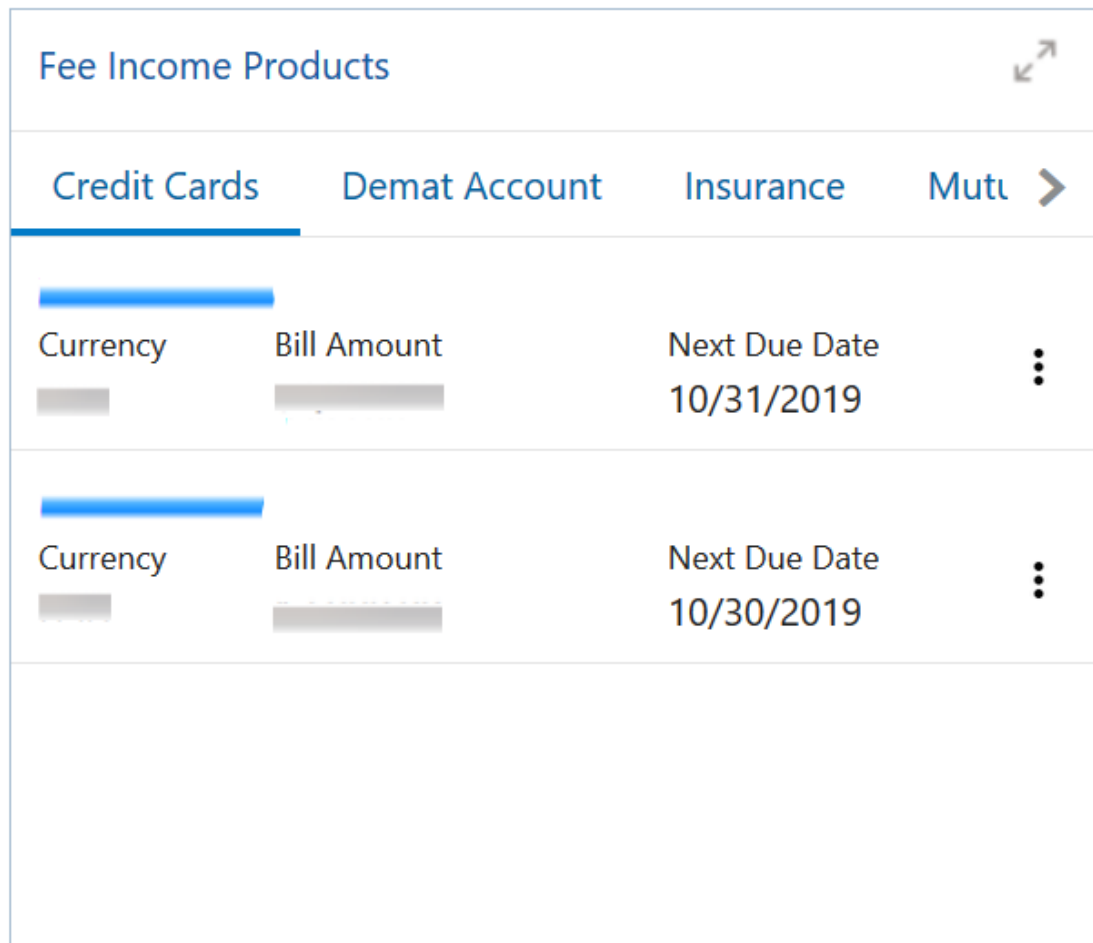 Fee Income Products
Credit Cards Demat Account Insurance Mutu
Currency Bill Amount Next Due Date
10/31/2019
Currency Bill Amount Next Due Date
10/30/2019